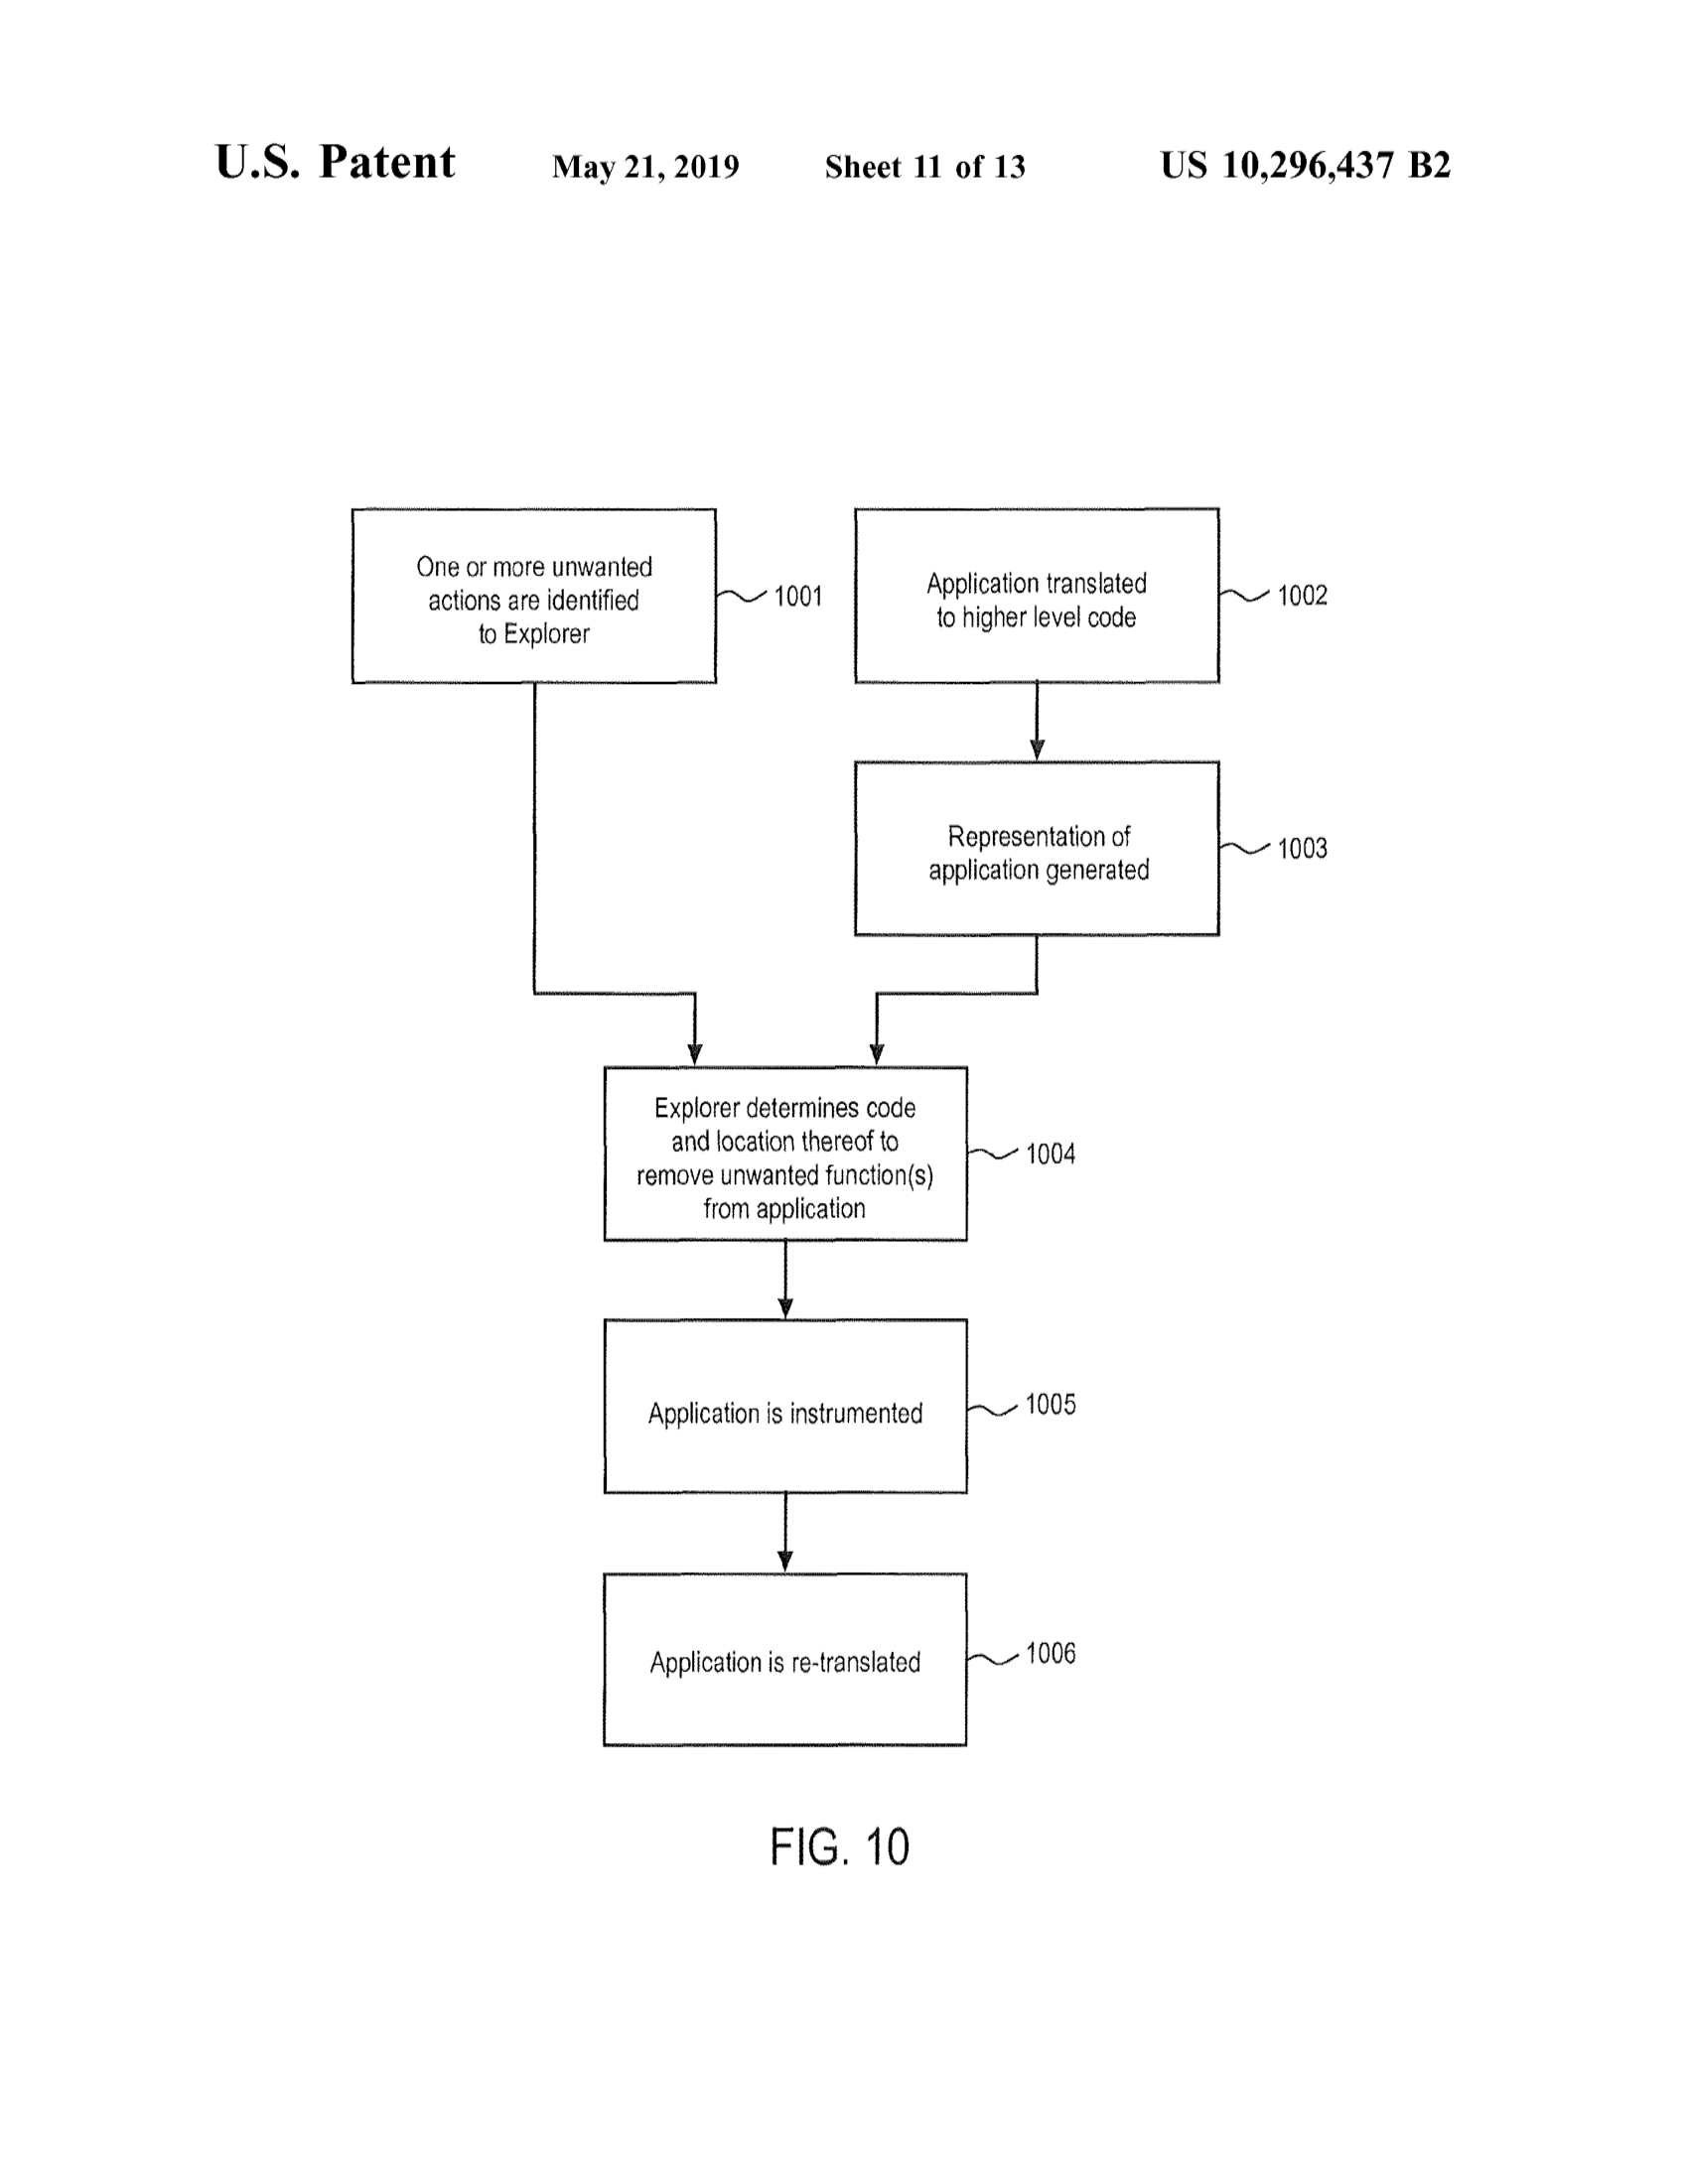 U.S. Patent May 21, 2019 Sheet 11 of 13 US 10,296,437 B2
One or more unwanted
actions are identified
to Explorer
1001
Application translated
to higher level code
1002
Representation of
application generated
1003
Explorer determines code
and location thereof to
remove unwanted function(s)
from application
1004
Application is instrumented
1005
Application is re-translated
1006
FIG. 10